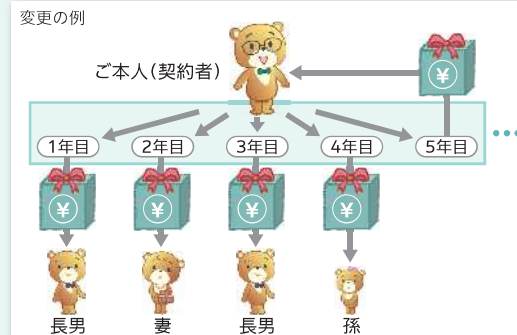 変更の例
ご本人(契約者)
¥
1年目 2年目 3年目 4年目 5年目
¥ ¥ ¥ ¥
長男 妻 長男 孫